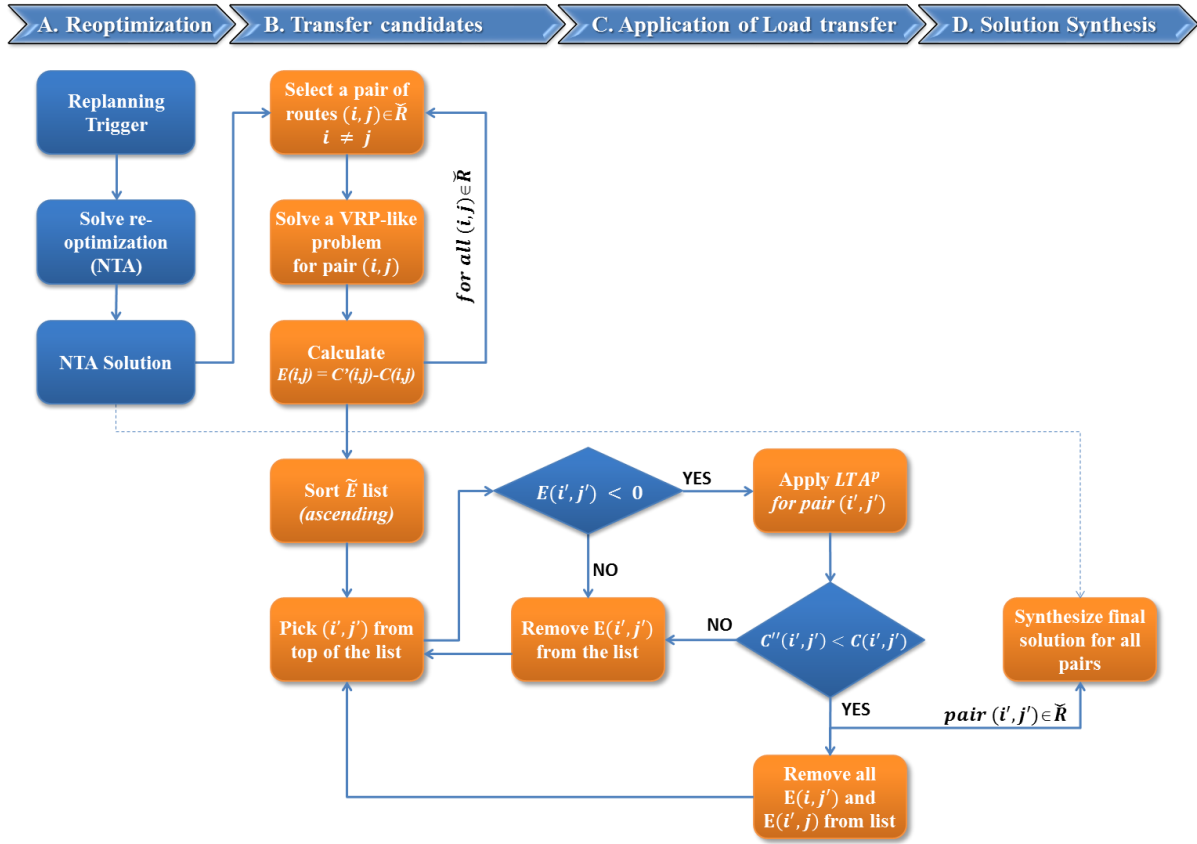 A. Reoptimization
B. Transfer candidates
C. Application of Load transfer
D. Solution Synthesis
Replanning
Trigger
Solve re-
optimization
(NTA)
NTA Solution
Select a pair of
routes (i, j)∈R̆
i ≠ j
Solve a VRP-like
problem
for pair (i, j)
Calculate
E(i,j) = C’(i,j)-C(i,j)
for all (i, j)∈R̆
Sort Ẽ list
(ascending)
Pick (i′, j′) from
top of the list
E(i′, j′) < 0
YES
NO
Apply LTAᵖ
for pair (i′, j′)
Remove E(i′, j′)
from the list
NO
C′′(i′, j′) < C(i′, j′)
YES
pair (i′, j′)∈R̆
Synthesize final
solution for all
pairs
Remove all
E(i, j′) and
E(i′, j) from list